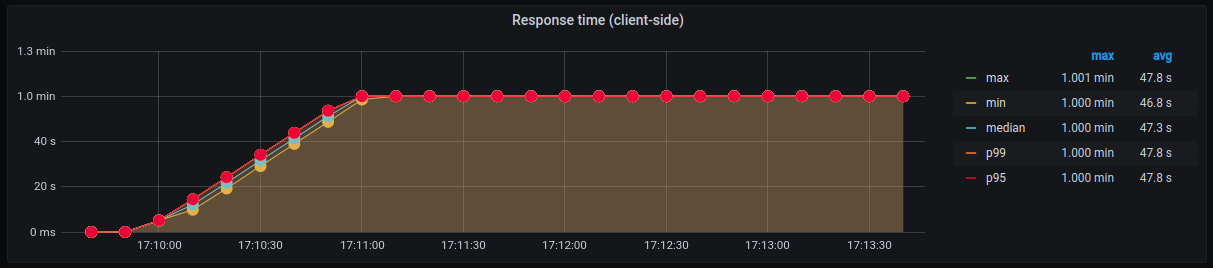 Response time (client-side)
1.3 min
1.0 min
40 s
20 s
0 ms
17:10:00 17:10:30 17:11:00 17:11:30 17:12:00 17:12:30 17:13:00 17:13:30
max avg
max 1.001 min 47.8 s
min 1.000 min 46.8 s
median 1.000 min 47.3 s
p99 1.000 min 47.8 s
p95 1.000 min 47.8 s